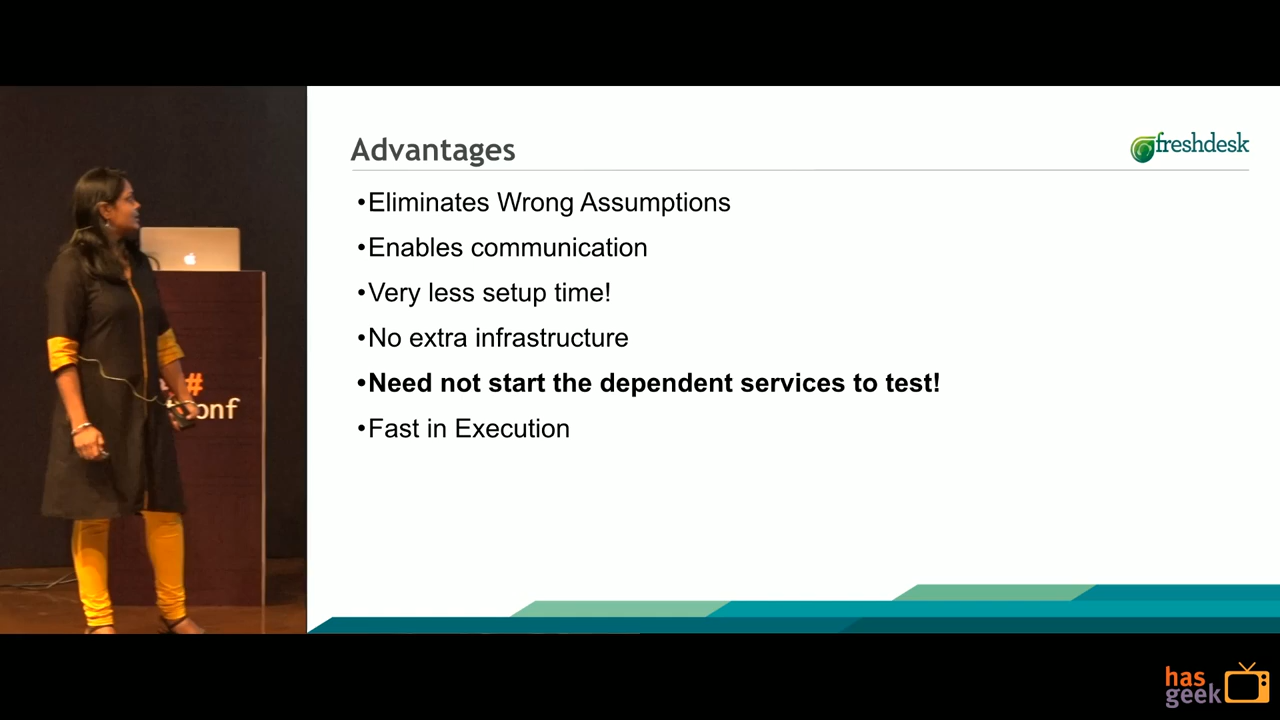 Advantages
freshdesk
•Eliminates Wrong Assumptions
•Enables communication
•Very less setup time!
•No extra infrastructure
•Need not start the dependent services to test!
•Fast in Execution
#
onf
has
geek